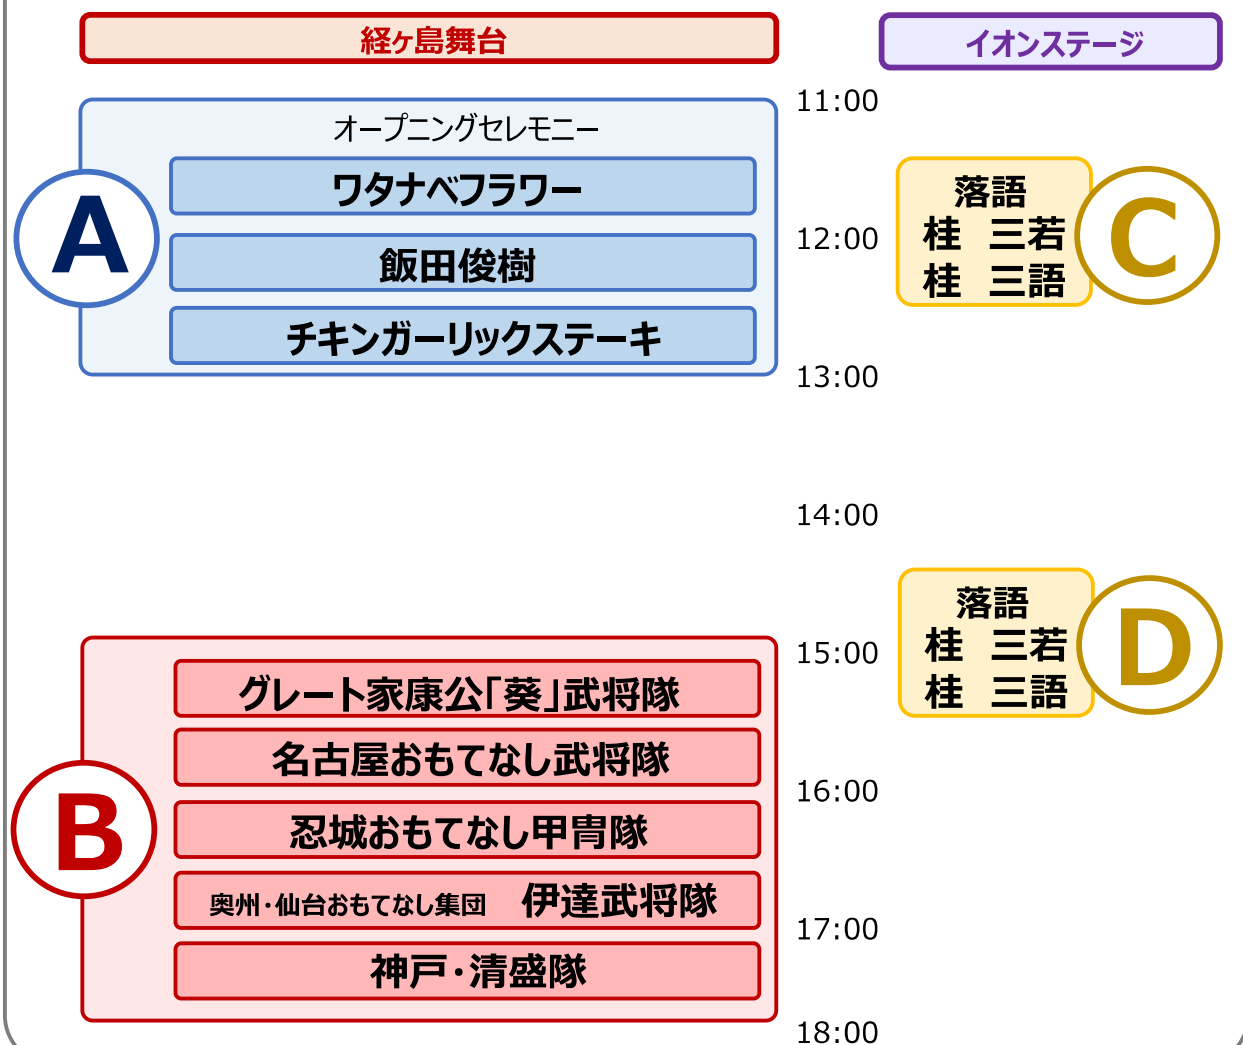 経ヶ島舞台
イオンステージ
11:00
オープニングセレモニー
ワタナベフラワー
A
飯田俊樹
チキンガーリックステーキ
落語
桂 三若
桂 三語
C
12:00
13:00
14:00
落語
桂 三若
桂 三語
D
15:00
グレート家康公「葵」武将隊
名古屋おもてなし武将隊
16:00
B
忍城おもてなし甲冑隊
奥州・仙台おもてなし集団 伊達武将隊
17:00
神戸・清盛隊
18:00